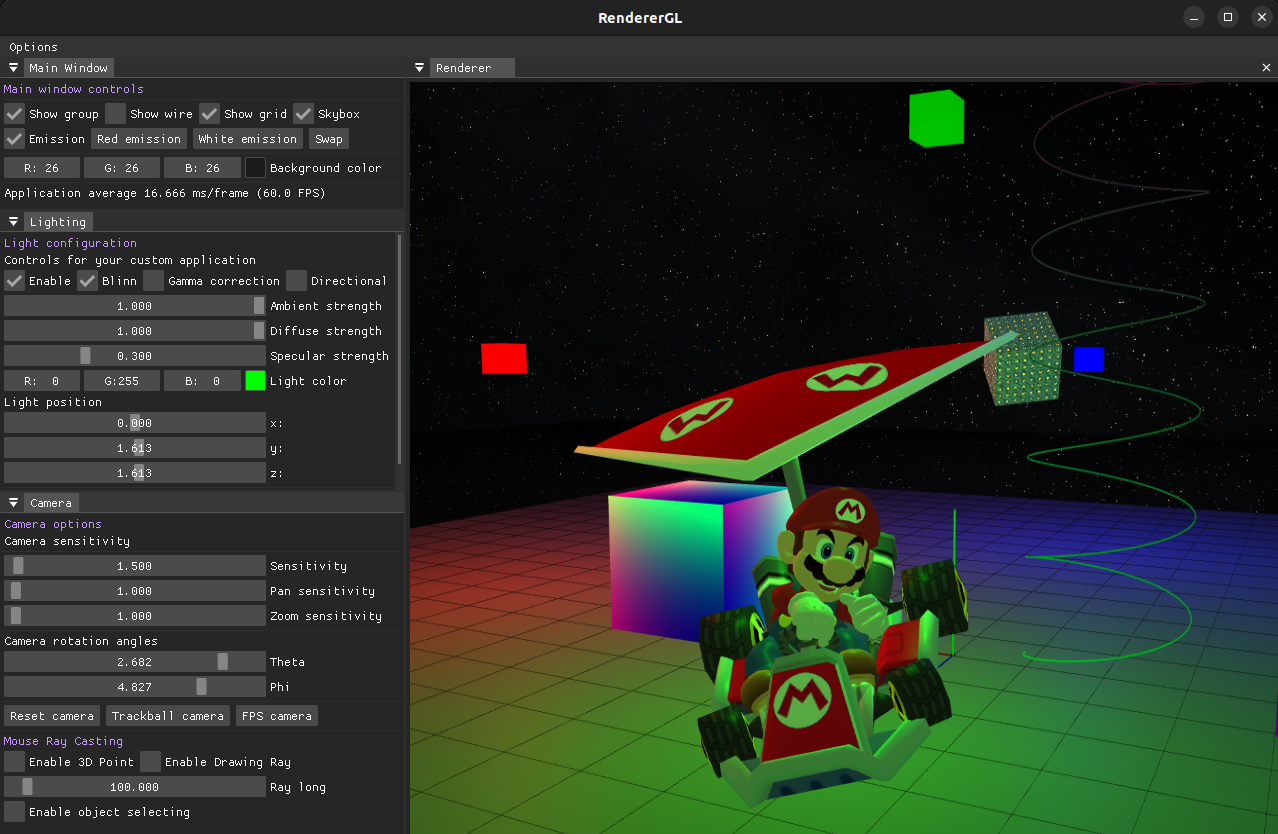 RendererGL
Options
Main Window
Main window controls
Show group Show wire Show grid Skybox
Emission Red emission White emission Swap
R: 26 G: 26 B: 26 Background color
Application average 16.666 ms/frame (60.0 FPS)
Lighting
Light configuration
Controls for your custom application
Enable Blinn Gamma correction Directional
1.000 Ambient strength
1.000 Diffuse strength
0.300 Specular strength
R: 0 G:255 B: 0 Light color
Light position
0.000 x:
1.613 y:
1.613 z:
Camera
Camera options
Camera sensitivity
1.500 Sensitivity
1.000 Pan sensitivity
1.000 Zoom sensitivity
Camera rotation angles
2.682 Theta
4.827 Phi
Reset camera Trackball camera FPS camera
Mouse Ray Casting
Enable 3D Point Enable Drawing Ray
100.000 Ray long
Enable object selecting
Renderer
M
M
M
M